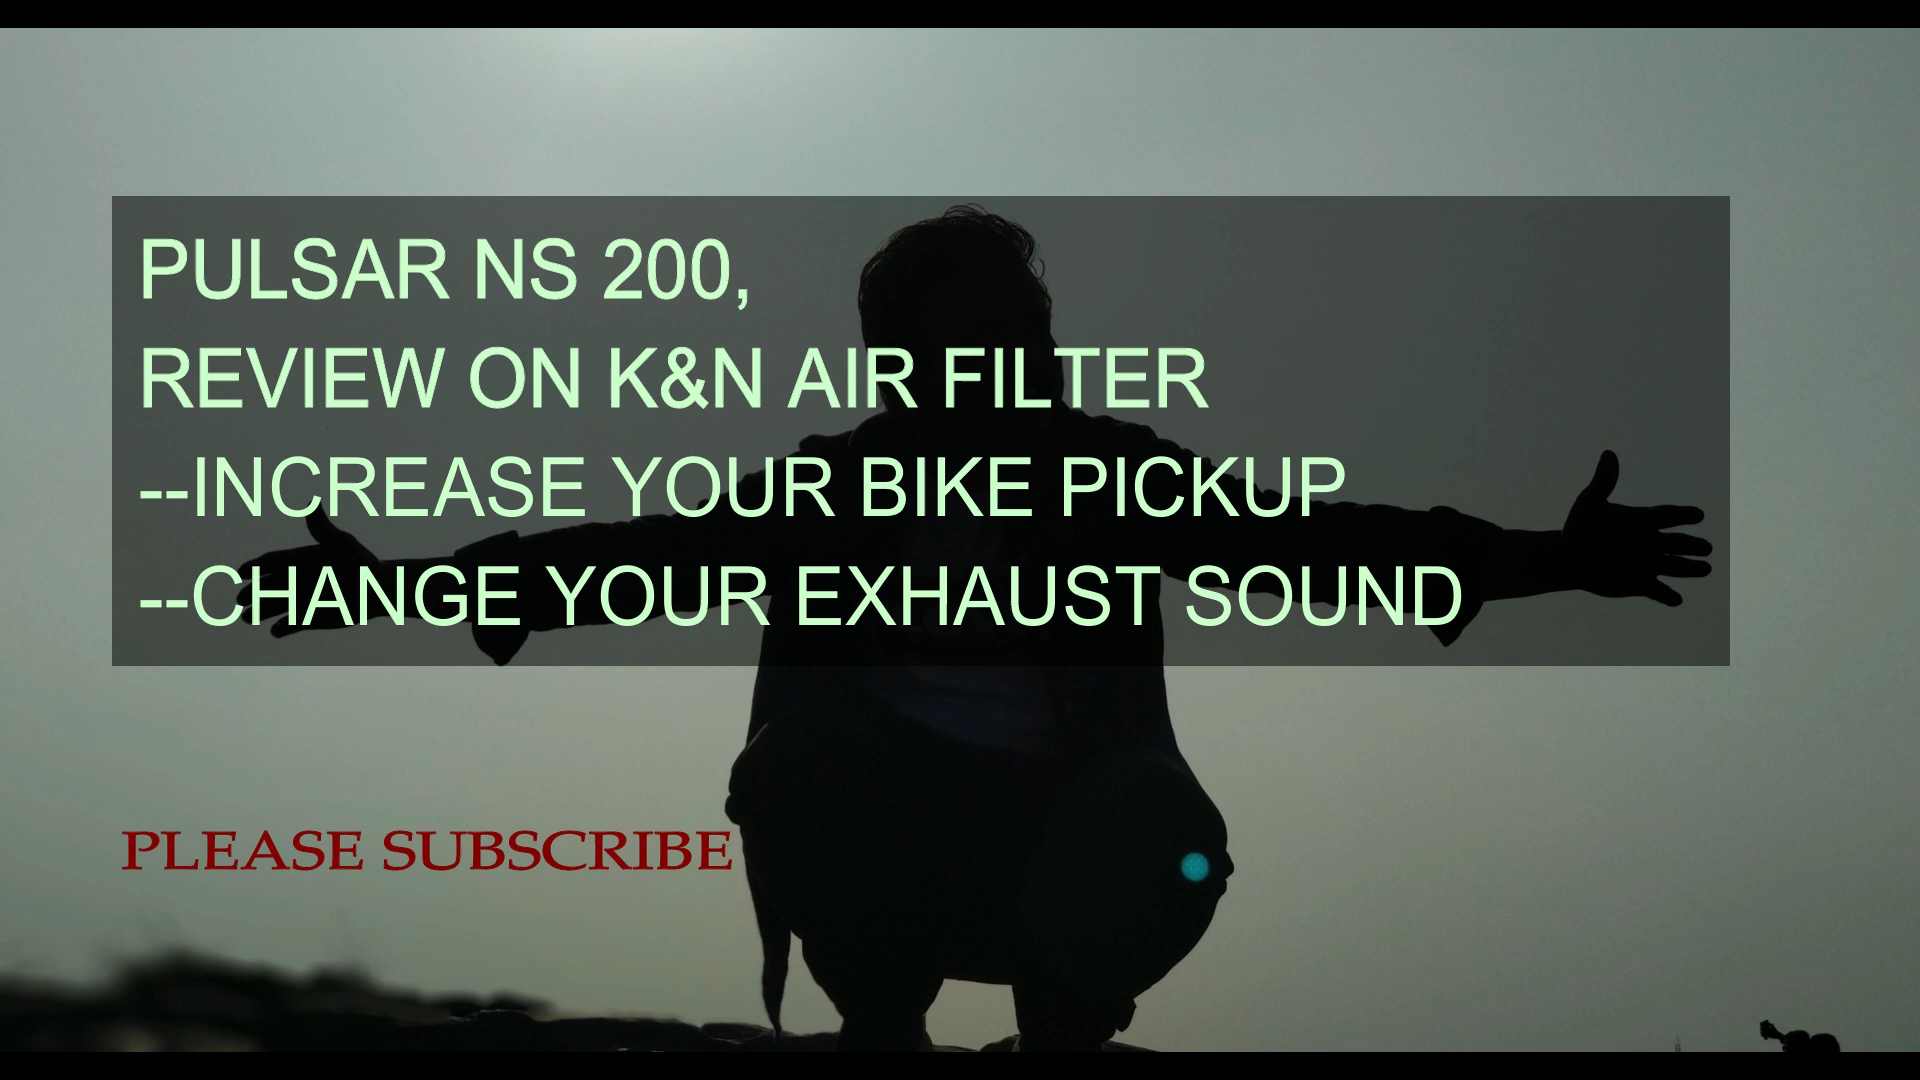 PULSAR NS 200,
REVIEW ON K&N AIR FILTER
--INCREASE YOUR BIKE PICKUP
--CHANGE YOUR EXHAUST SOUND
PLEASE SUBSCRIBE